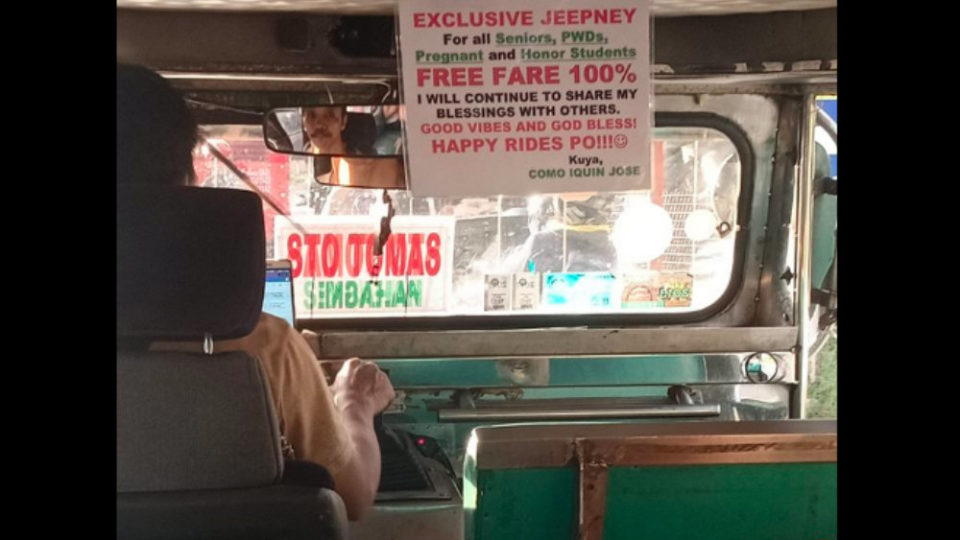 EXCLUSIVE JEEPNEY
For all Seniors, PWDs,
Pregnant and Honor Students
FREE FARE 100%
I WILL CONTINUE TO SHARE MY
BLESSINGS WITH OTHERS.
GOOD VIBES AND GOD BLESS!
HAPPY RIDES PO!!!☺
Kuya,
COMO IQUIN JOSE